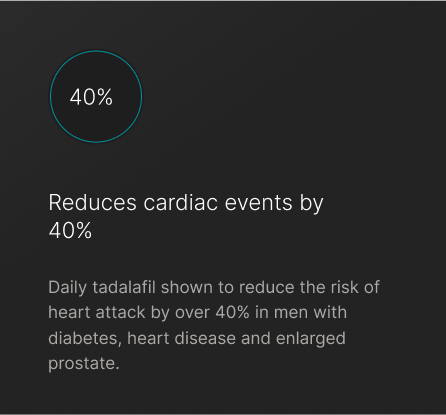 40%
Reduces cardiac events by
40%
Daily tadalafil shown to reduce the risk of
heart attack by over 40% in men with
diabetes, heart disease and enlarged
prostate.